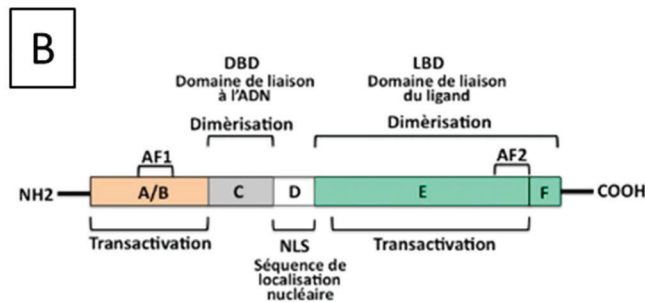 B
DBD
Domaine de liaison
à l'ADN
Dimèrisation
LBD
Domaine de liaison
du ligand
Dimèrisation
AF1
AF2
NH2
A/B
C
D
E
F
COOH
Transactivation
NLS
Séquence de
localisation
nucléaire
Transactivation